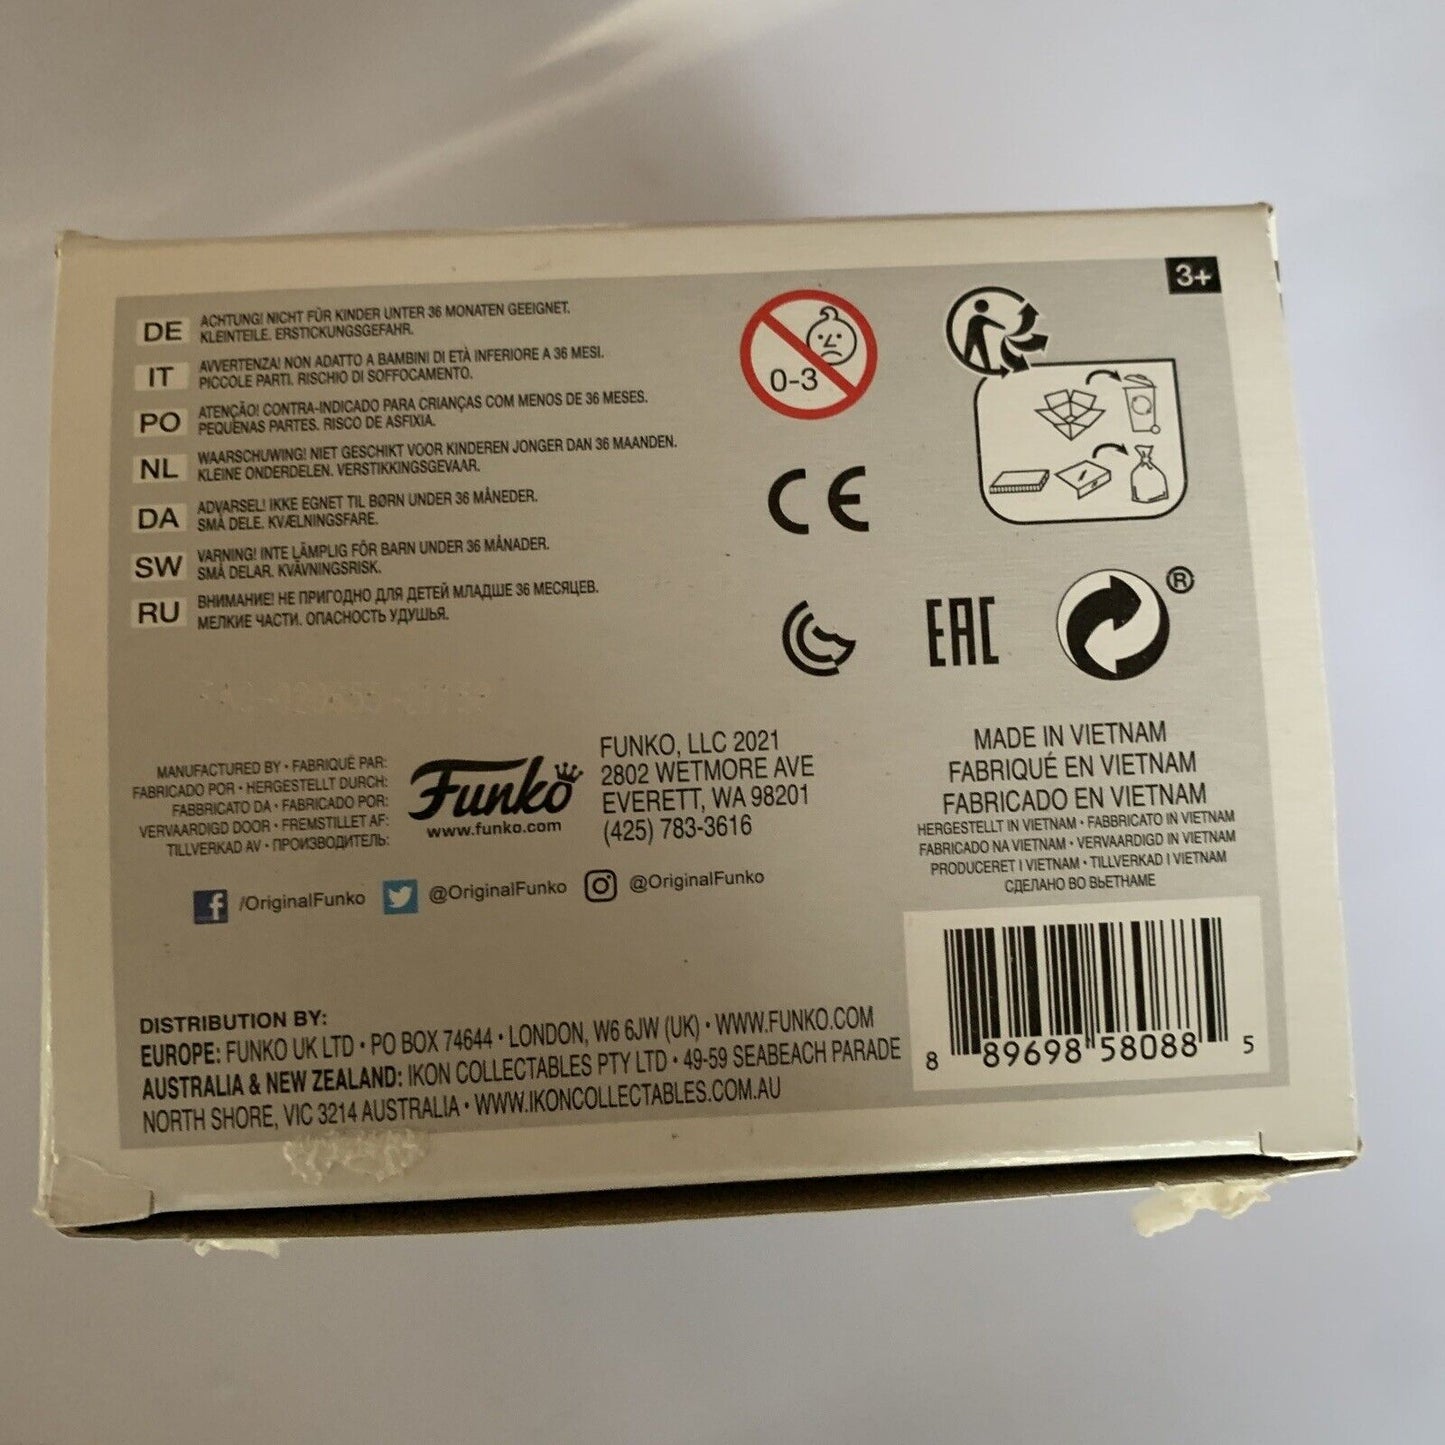 3+
DE ACHTUNG! NICHT FÜR KINDER UNTER 36 MONATEN GEEIGNET.
KLEINTEILE. ERSTICKUNGSGEFAHR.
IT AVVERTENZA! NON ADATTO A BAMBINI DI ETÀ INFERIORE A 36 MESI.
PICCOLE PARTI. RISCHIO DI SOFFOCAMENTO.
PO ATENÇÃO! CONTRA-INDICADO PARA CRIANÇAS COM MENOS DE 36 MESES.
PEQUENAS PARTES. RISCO DE ASFIXIA.
NL WAARSCHUWING! NIET GESCHIKT VOOR KINDEREN JONGER DAN 36 MAANDEN.
KLEINE ONDERDELEN. VERSTIKKINGSGEVAAR.
DA ADVARSEL! IKKE EGNET TIL BØRN UNDER 36 MÅNEDER.
SMÅ DELE. KVÆLNINGSFARE.
SW VARNING! INTE LÄMPLIG FÖR BARN UNDER 36 MÅNADER.
SMÅ DELAR. KVÄVNINGSRISK.
RU ВНИМАНИЕ! НЕ ПРИГОДНО ДЛЯ ДЕТЕЙ МЛАДШЕ 36 МЕСЯЦЕВ.
МЕЛКИЕ ЧАСТИ. ОПАСНОСТЬ УДУШЬЯ.
0-3
CE
EAC
®
MANUFACTURED BY • FABRIQUÉ PAR:
FABRICADO POR • HERGESTELLT DURCH:
FABBRICATO DA • FABRICADO POR:
VERVAARDIGD DOOR • FREMSTILLET AF:
TILLVERKAD AV • ПРОИЗВОДИТЕЛЬ:
Funko
www.funko.com
FUNKO, LLC 2021
2802 WETMORE AVE
EVERETT, WA 98201
(425) 783-3616
MADE IN VIETNAM
FABRIQUÉ EN VIETNAM
FABRICADO EN VIETNAM
HERGESTELLT IN VIETNAM • FABBRICATO IN VIETNAM
FABRICADO NA VIETNAM • VERVAARDIGD IN VIETNAM
PRODUCERET I VIETNAM • TILLVERKAD I VIETNAM
СДЕЛАНО ВО ВЬЕТНАМЕ
f /OriginalFunko @OriginalFunko @OriginalFunko
DISTRIBUTION BY:
EUROPE: FUNKO UK LTD • PO BOX 74644 • LONDON, W6 6JW (UK) • WWW.FUNKO.COM
AUSTRALIA & NEW ZEALAND: IKON COLLECTABLES PTY LTD • 49-59 SEABEACH PARADE
NORTH SHORE, VIC 3214 AUSTRALIA • WWW.IKONCOLLECTABLES.COM.AU
8 89698 58088 5